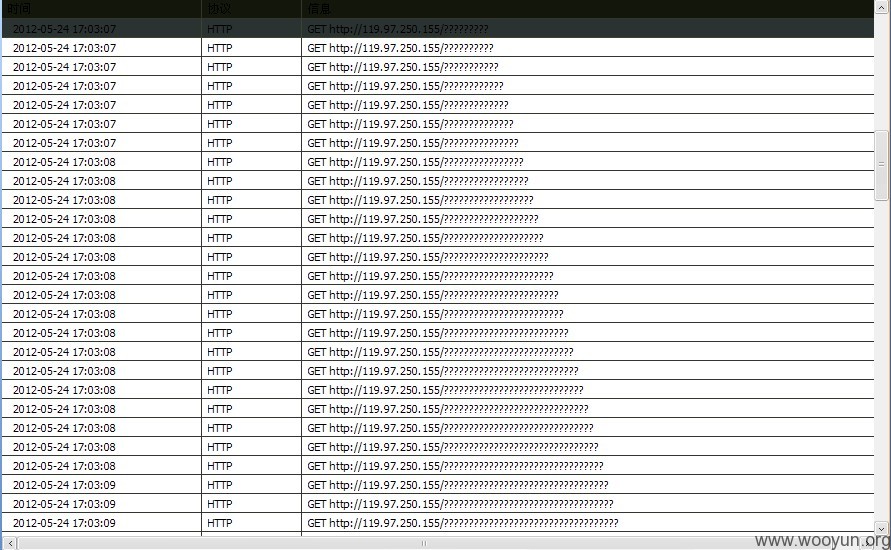 时间 协议 信息
2012-05-24 17:03:07 HTTP GET http://119.97.250.155/?????????
2012-05-24 17:03:07 HTTP GET http://119.97.250.155/??????????
2012-05-24 17:03:07 HTTP GET http://119.97.250.155/???????????
2012-05-24 17:03:07 HTTP GET http://119.97.250.155/????????????
2012-05-24 17:03:07 HTTP GET http://119.97.250.155/?????????????
2012-05-24 17:03:07 HTTP GET http://119.97.250.155/??????????????
2012-05-24 17:03:07 HTTP GET http://119.97.250.155/???????????????
2012-05-24 17:03:08 HTTP GET http://119.97.250.155/????????????????
2012-05-24 17:03:08 HTTP GET http://119.97.250.155/?????????????????
2012-05-24 17:03:08 HTTP GET http://119.97.250.155/??????????????????
2012-05-24 17:03:08 HTTP GET http://119.97.250.155/???????????????????
2012-05-24 17:03:08 HTTP GET http://119.97.250.155/????????????????????
2012-05-24 17:03:08 HTTP GET http://119.97.250.155/?????????????????????
2012-05-24 17:03:08 HTTP GET http://119.97.250.155/??????????????????????
2012-05-24 17:03:08 HTTP GET http://119.97.250.155/???????????????????????
2012-05-24 17:03:08 HTTP GET http://119.97.250.155/????????????????????????
2012-05-24 17:03:08 HTTP GET http://119.97.250.155/?????????????????????????
2012-05-24 17:03:08 HTTP GET http://119.97.250.155/??????????????????????????
2012-05-24 17:03:08 HTTP GET http://119.97.250.155/???????????????????????????
2012-05-24 17:03:08 HTTP GET http://119.97.250.155/????????????????????????????
2012-05-24 17:03:08 HTTP GET http://119.97.250.155/?????????????????????????????
2012-05-24 17:03:08 HTTP GET http://119.97.250.155/??????????????????????????????
2012-05-24 17:03:08 HTTP GET http://119.97.250.155/???????????????????????????????
2012-05-24 17:03:08 HTTP GET http://119.97.250.155/????????????????????????????????
2012-05-24 17:03:09 HTTP GET http://119.97.250.155/?????????????????????????????????
2012-05-24 17:03:09 HTTP GET http://119.97.250.155/??????????????????????????????????
2012-05-24 17:03:09 HTTP GET http://119.97.250.155/???????????????????????????????????
www.wooyun.org